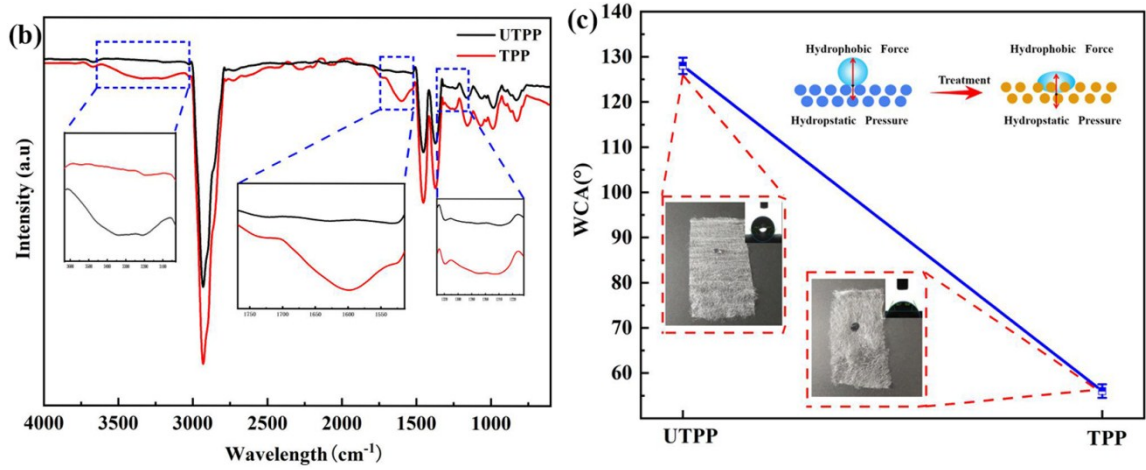 (b)
UTPP
TPP
Intensity (a.u)
1750 1700 1650 1600 1550
4000 3500 3000 2500 2000 1500 1000
Wavelength (cm-1)
(c)
140
130
120
110
100
90
80
70
60
WCA(°)
Hydrophobic Force
Hydropstatic Pressure
Treatment
Hydrophobic Force
Hydropstatic Pressure
UTPP
TPP